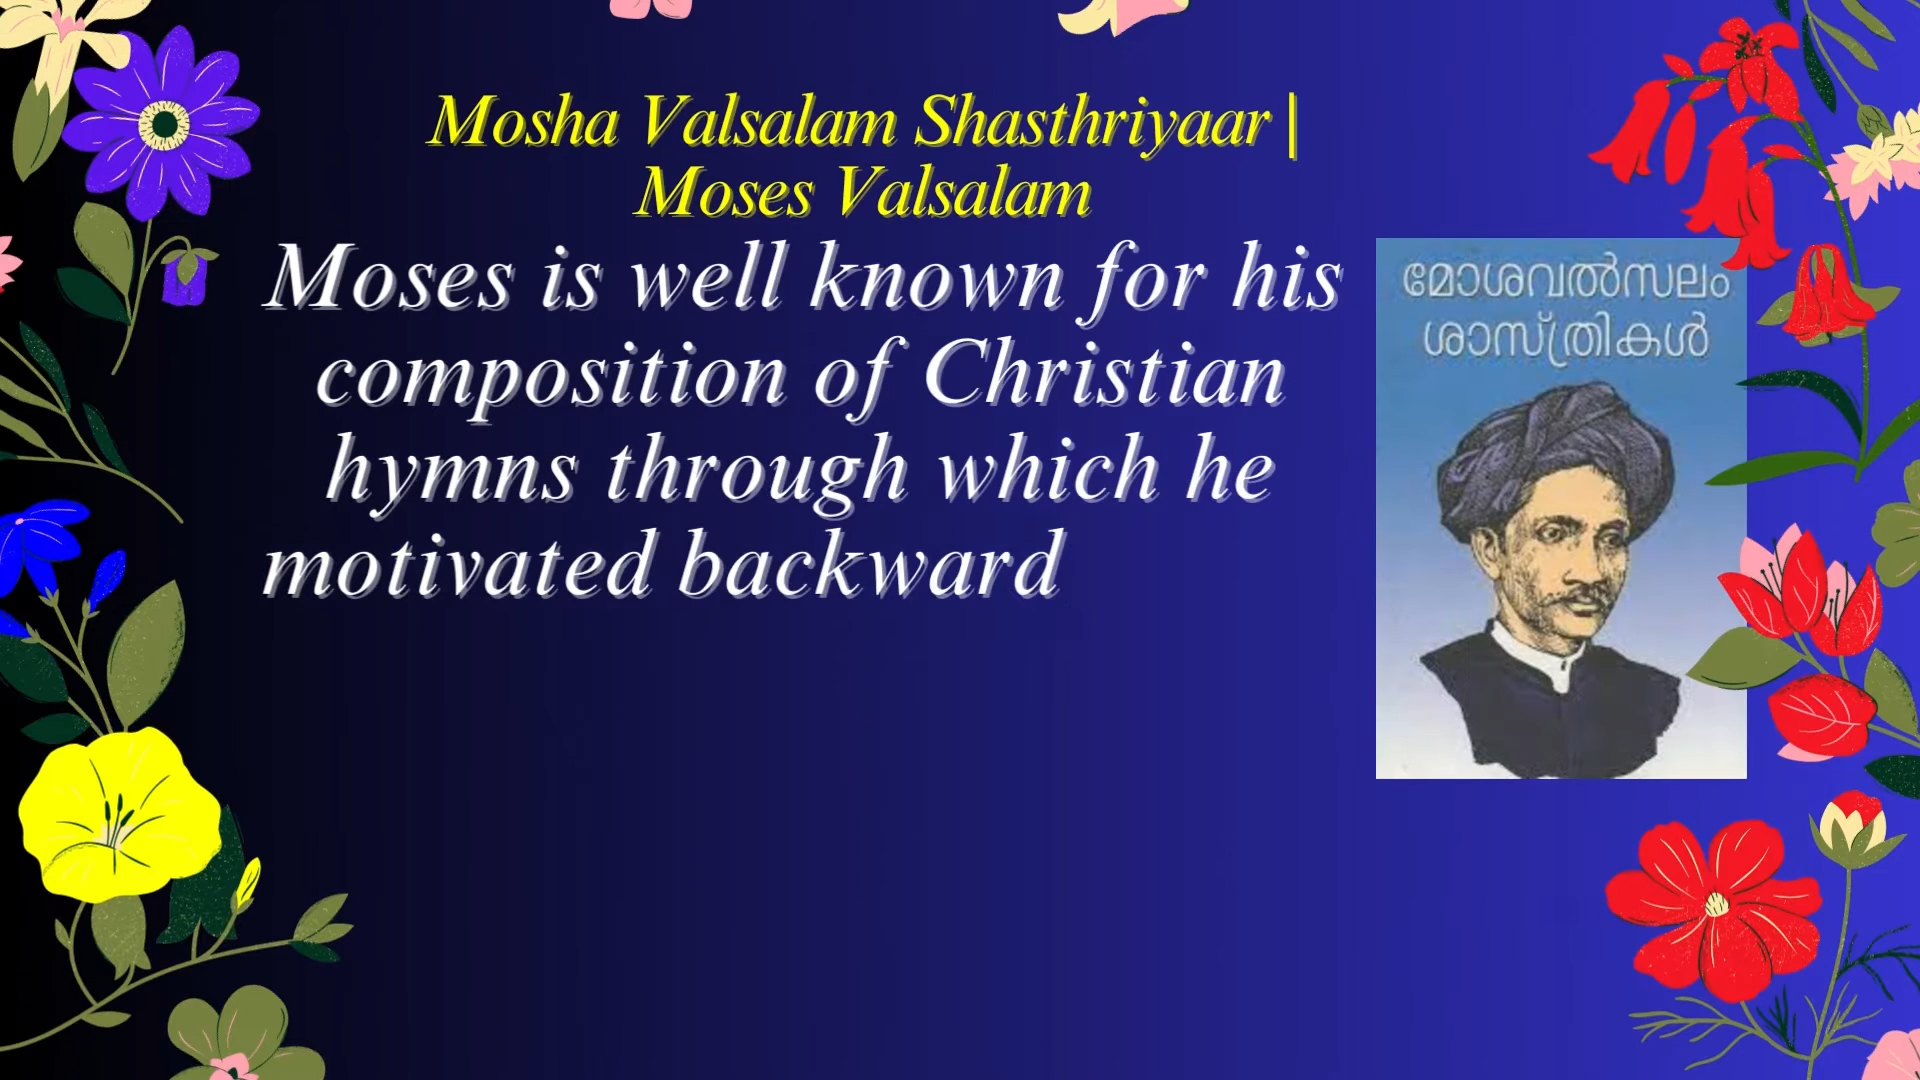 Mosha Valsalam Shasthriyaar |
Moses Valsalam
Moses is well known for his
composition of Christian
hymns through which he
motivated backward
മോശവൽസലം
ശാസ്ത്രികൾ